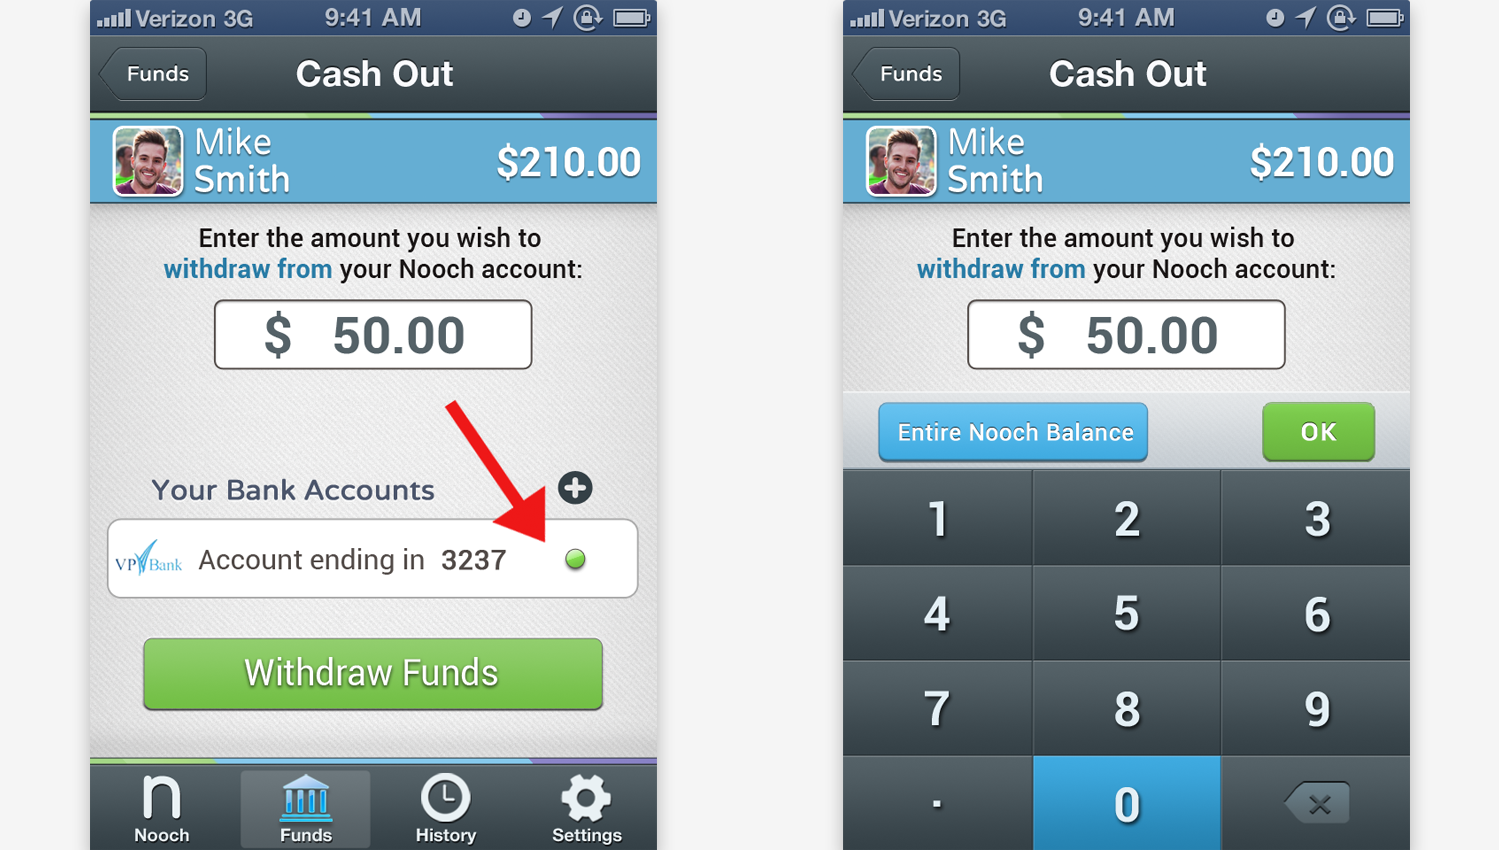 Verizon 3G 9:41 AM
Funds Cash Out
Mike
Smith
$210.00
Enter the amount you wish to
withdraw from your Nooch account:
$ 50.00
Your Bank Accounts
VP Bank Account ending in 3237
Withdraw Funds
Nooch Funds History Settings
Verizon 3G 9:41 AM
Funds Cash Out
Mike
Smith
$210.00
Enter the amount you wish to
withdraw from your Nooch account:
$ 50.00
Entire Nooch Balance OK
1 2 3
4 5 6
7 8 9
. 0